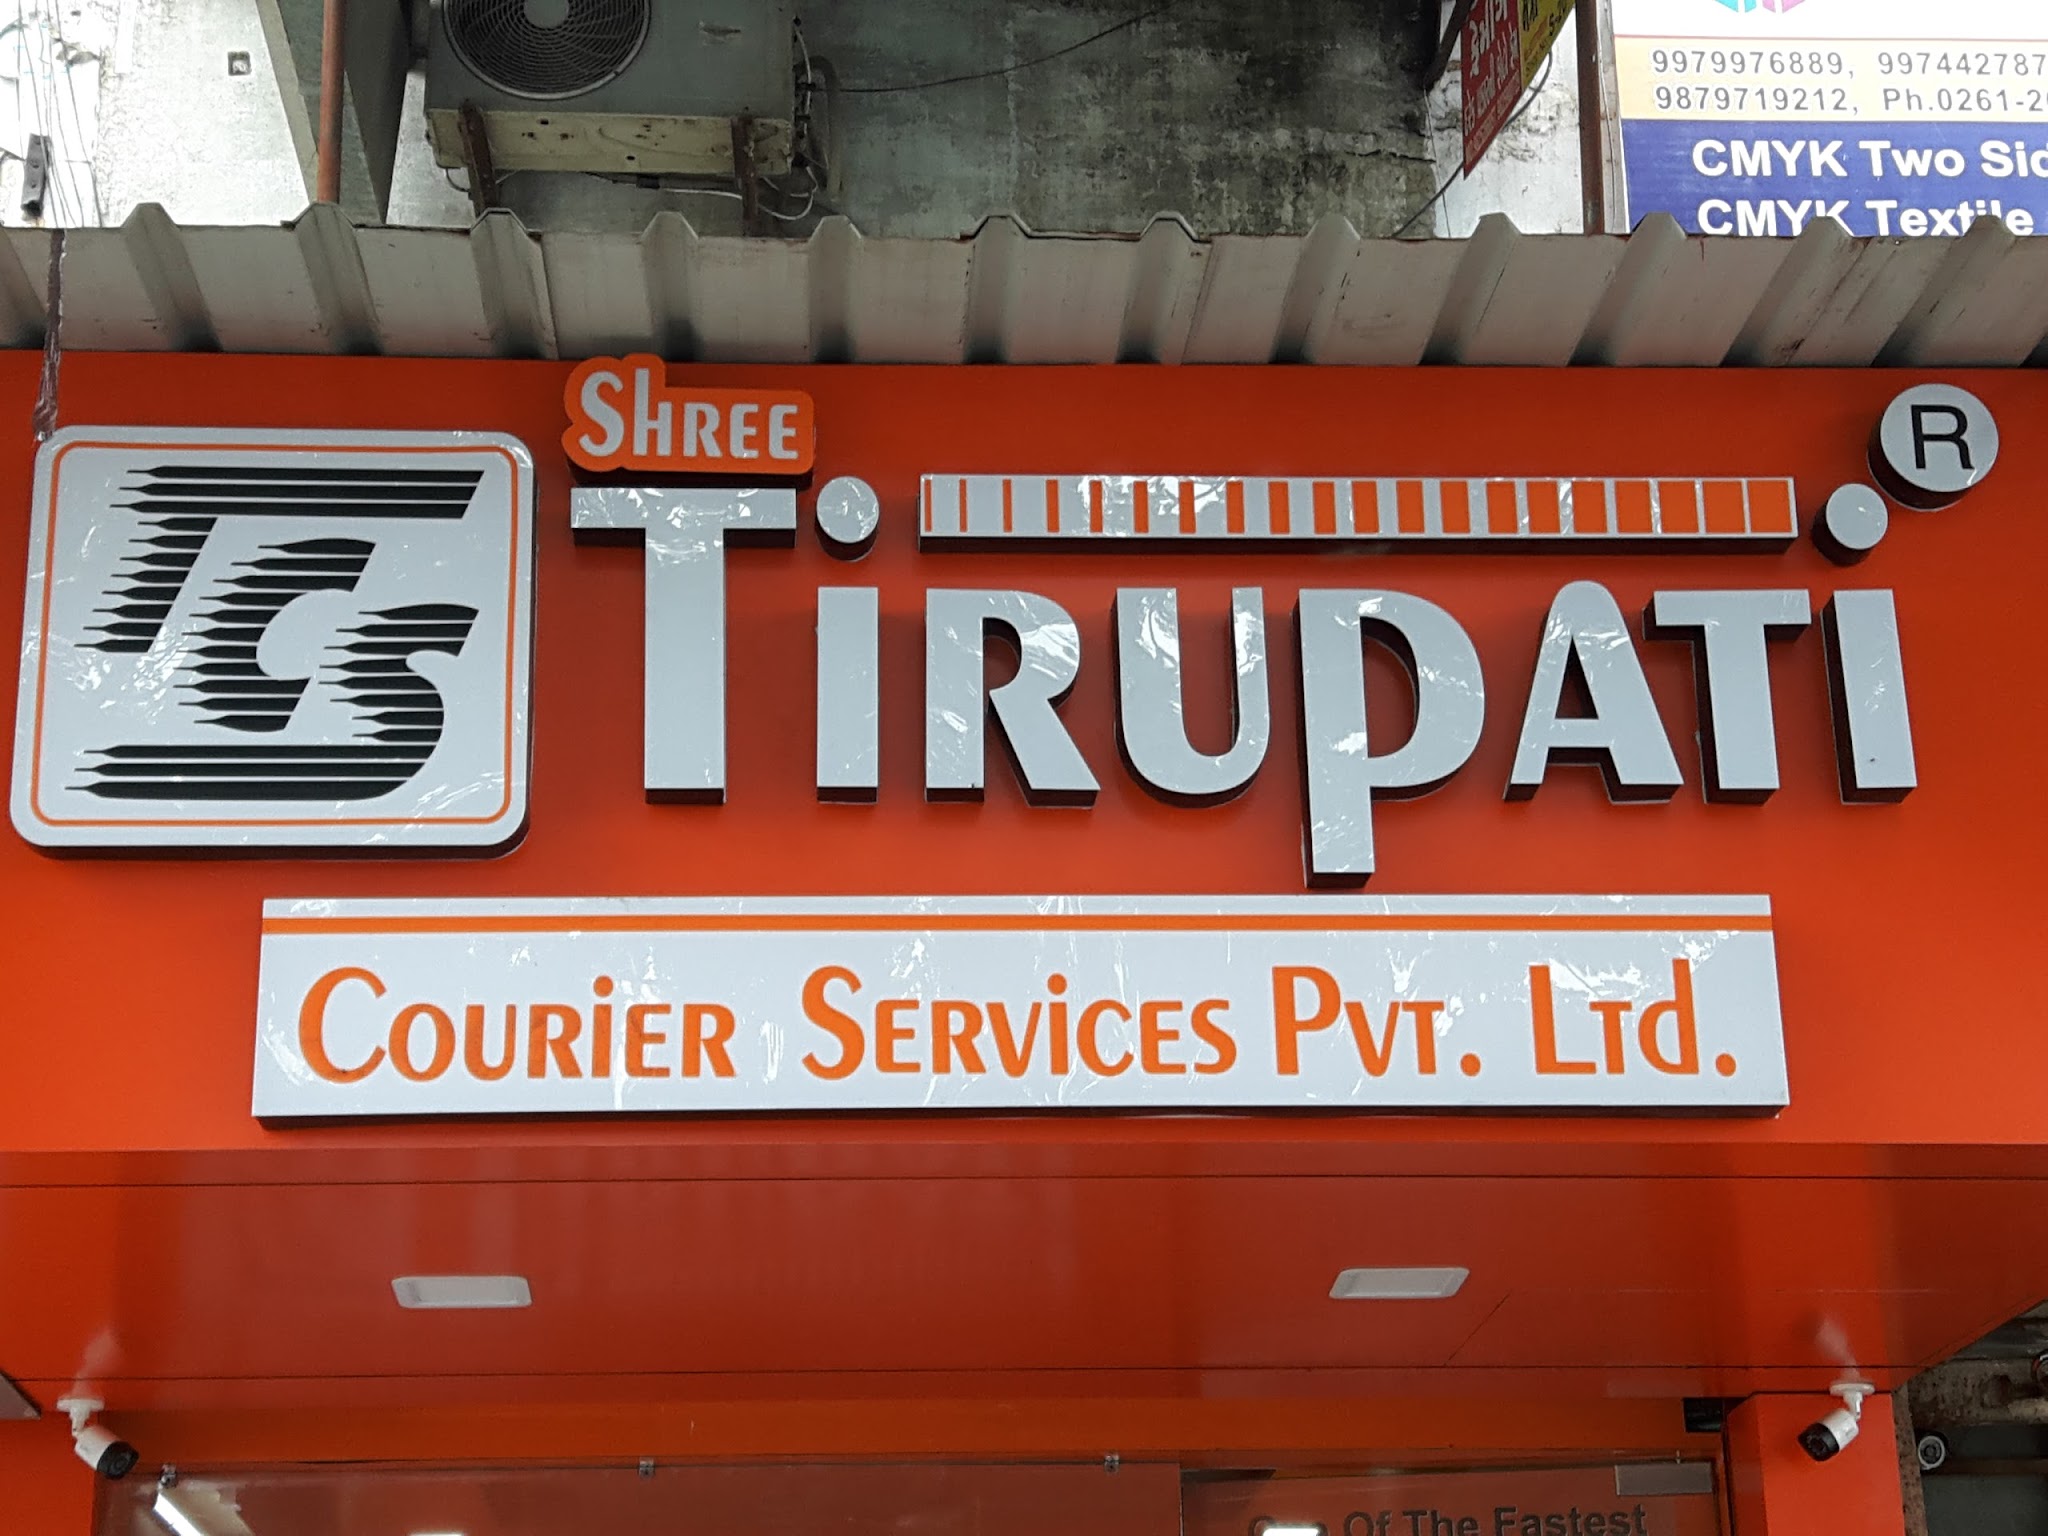 9979976889, 997442787
9879719212, Ph.0261-2
CMYK Two Sid
CMYK Textile
SHREE
TCS
TiRUPATi
R
COURiER SERViCES PVT. LTd.
Of The Fastest